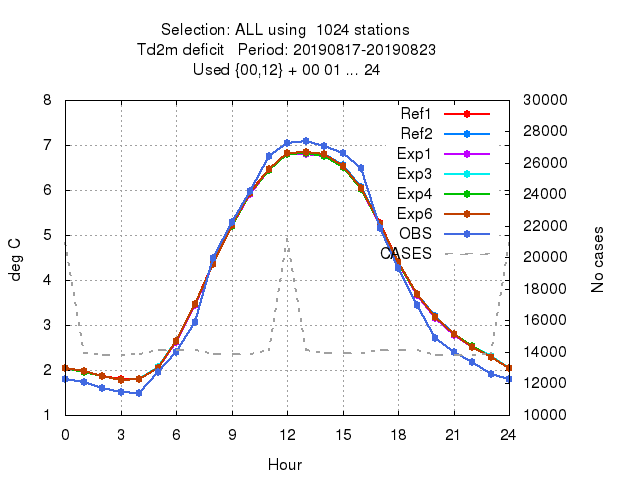 Selection: ALL using  1024 stations
Td2m deficit   Period: 20190817-20190823
Used {00,12} + 00 01 ... 24
8 30000
7 28000
6 26000
5 24000
4 22000
3 20000
2 18000
1 16000
14000
12000
10000
Ref1
Ref2
Exp1
Exp3
Exp4
Exp6
OBS
CASES
deg C
No cases
0 3 6 9 12 15 18 21 24
Hour